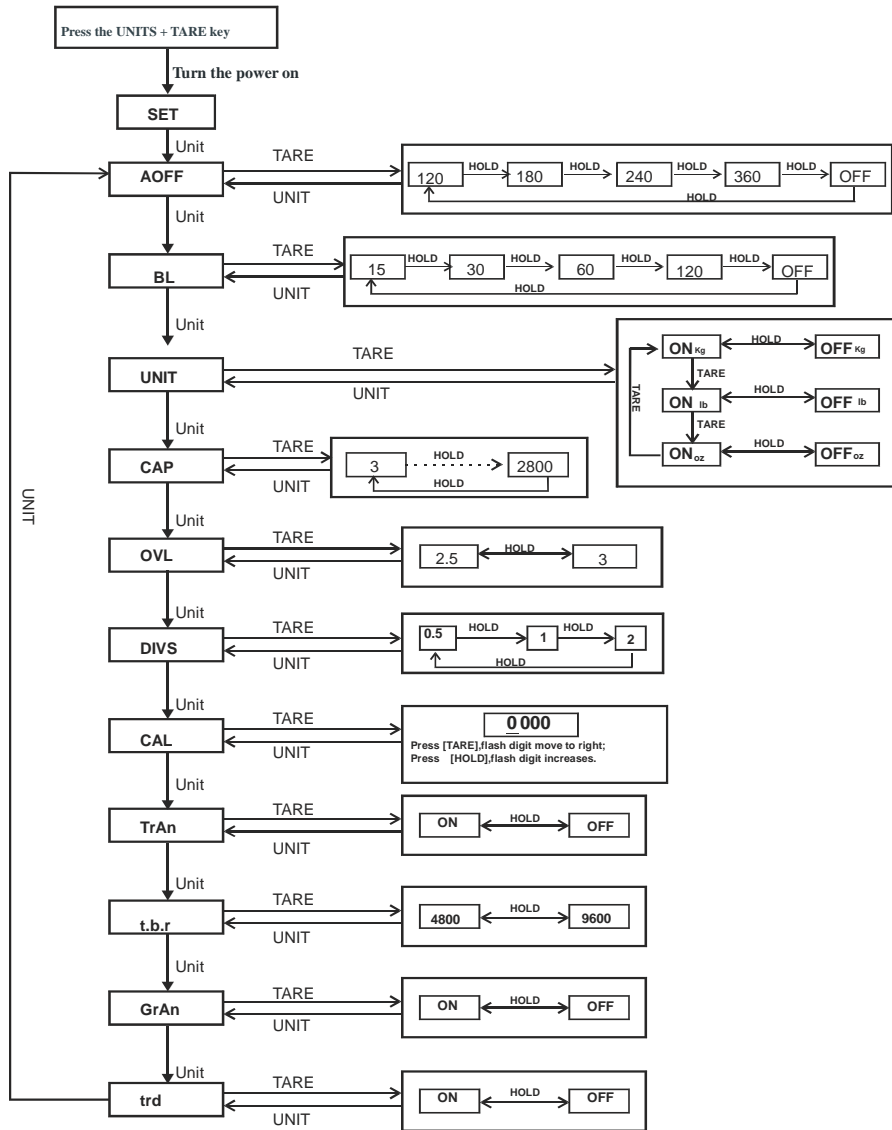 Press the UNITS + TARE key
Turn the power on
SET
Unit
AOFF
TARE
UNIT
120 HOLD 180 HOLD 240 HOLD 360 HOLD OFF
HOLD
Unit
BL
TARE
UNIT
15 HOLD 30 HOLD 60 HOLD 120 HOLD OFF
HOLD
Unit
UNIT
TARE
UNIT
ON Kg HOLD OFF Kg
TARE
ON lb HOLD OFF lb
TARE
ON oz HOLD OFF oz
TARE
Unit
CAP
TARE
UNIT
3 HOLD 2800
HOLD
Unit
OVL
TARE
UNIT
2.5 HOLD 3
Unit
DIVS
TARE
UNIT
0.5 HOLD 1 HOLD 2
HOLD
Unit
CAL
TARE
UNIT
0000
Press [TARE],flash digit move to right;
Press [HOLD],flash digit increases.
Unit
TrAn
TARE
UNIT
ON HOLD OFF
Unit
t.b.r
TARE
UNIT
4800 HOLD 9600
Unit
GrAn
TARE
UNIT
ON HOLD OFF
Unit
trd
TARE
UNIT
ON HOLD OFF
UNIT